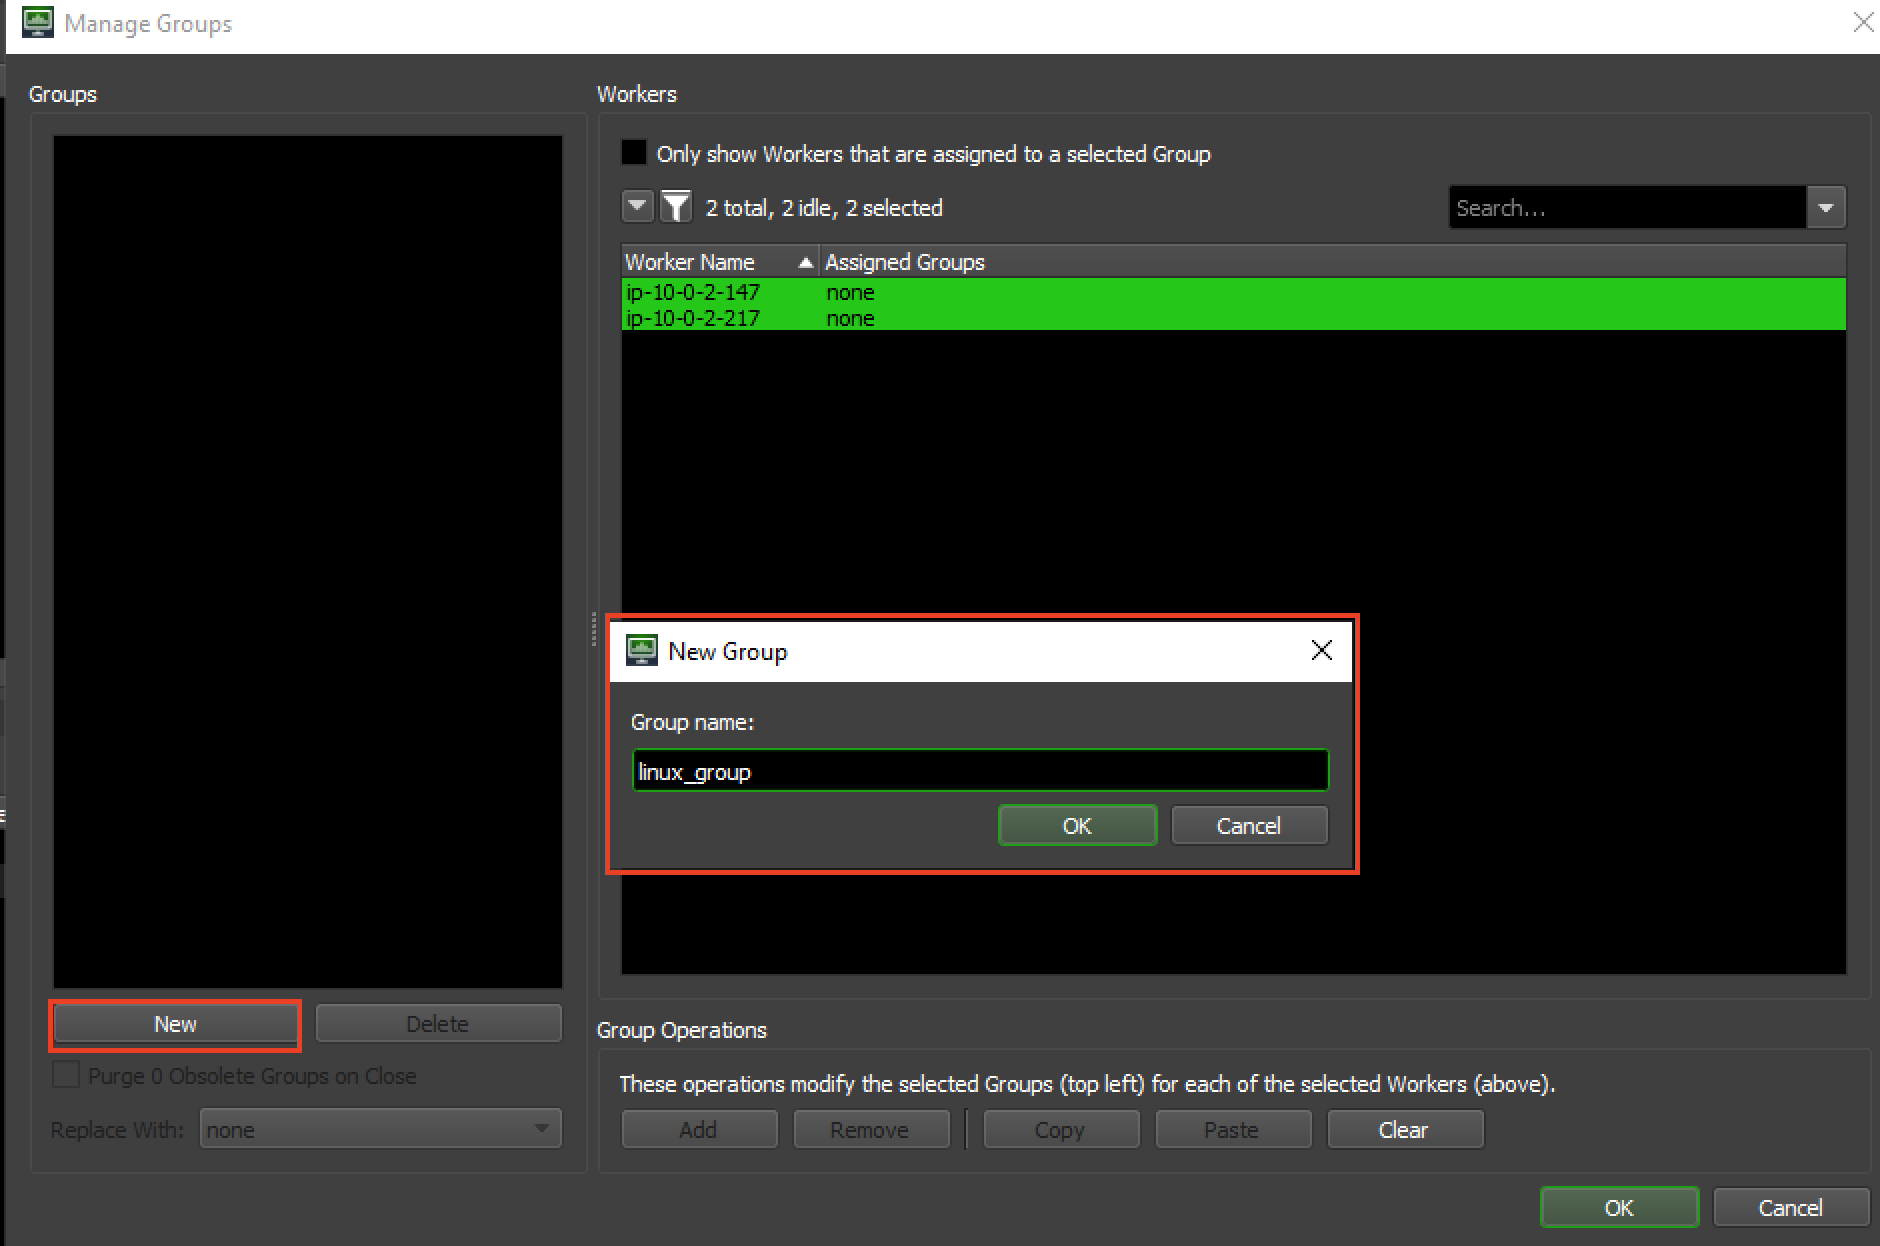 Manage Groups
Groups
Workers
Only show Workers that are assigned to a selected Group
2 total, 2 idle, 2 selected
Search...
Worker Name Assigned Groups
ip-10-0-2-147 none
ip-10-0-2-217 none
New Group
Group name:
linux_group
OK Cancel
New Delete
Purge 0 Obsolete Groups on Close
Replace With: none
Group Operations
These operations modify the selected Groups (top left) for each of the selected Workers (above).
Add Remove Copy Paste Clear
OK Cancel